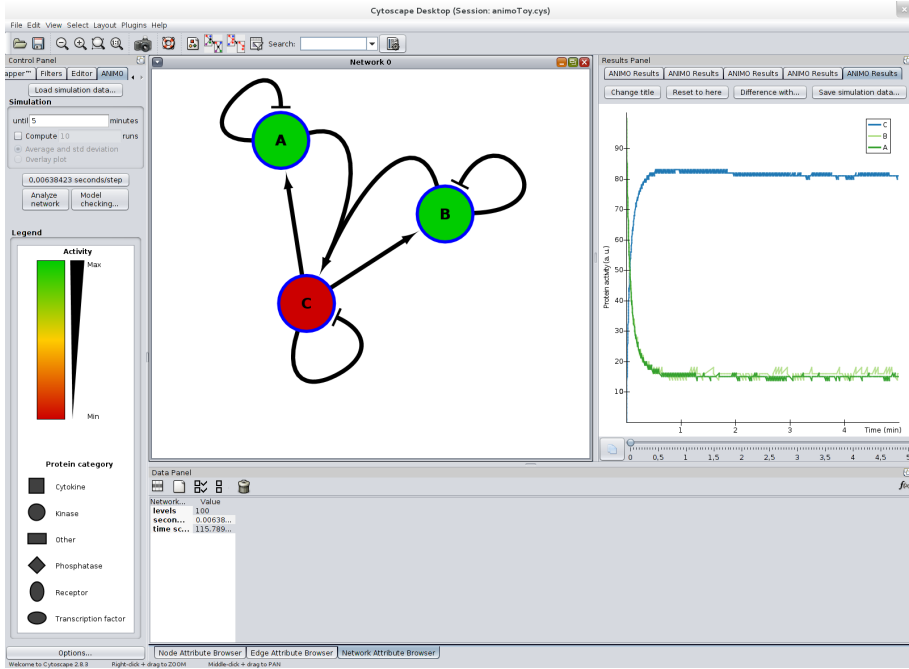 Cytoscape Desktop (Session: animoToy.cys)
File Edit View Select Layout Plugins Help
Search:
Control Panel
apper™ Filters Editor ANIMO
Load simulation data...
Simulation
until 5 minutes
Compute 10 runs
Average and std deviation
Overlay plot
0,00638423 seconds/step
Analyze network
Model checking...
Legend
Activity
Max
Min
Protein category
Cytokine
Kinase
Other
Phosphatase
Receptor
Transcription factor
Options...
Network 0
A
B
C
Results Panel
ANIMO Results ANIMO Results ANIMO Results ANIMO Results ANIMO Results
Change title Reset to here Difference with... Save simulation data...
C
B
A
90
80
70
60
50
40
30
20
10
Protein activity (a. u.)
1 2 3 4 Time (min)
0 0,5 1 1,5 2 2,5 3 3,5 4 4,5 5
Data Panel
Network... Value
levels 100
secon... 0.00638...
time sc... 115.789...
Node Attribute Browser Edge Attribute Browser Network Attribute Browser
Welcome to Cytoscape 2.8.3 Right-click + drag to ZOOM Middle-click + drag to PAN